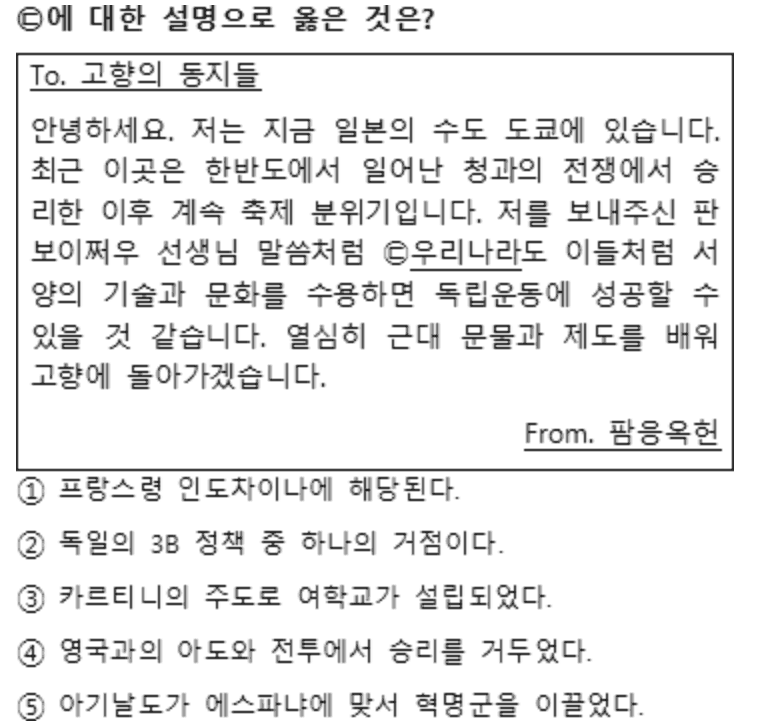 ㉢에 대한 설명으로 옳은 것은?
To. 고향의 동지들
안녕하세요. 저는 지금 일본의 수도 도쿄에 있습니다.
최근 이곳은 한반도에서 일어난 청과의 전쟁에서 승
리한 이후 계속 축제 분위기입니다. 저를 보내주신 판
보이쩌우 선생님 말씀처럼 ㉢우리나라도 이들처럼 서
양의 기술과 문화를 수용하면 독립운동에 성공할 수
있을 것 같습니다. 열심히 근대 문물과 제도를 배워
고향에 돌아가겠습니다.
From. 팜응옥헌
① 프랑스령 인도차이나에 해당된다.
② 독일의 3B 정책 중 하나의 거점이다.
③ 카르티니의 주도로 여학교가 설립되었다.
④ 영국과의 아도와 전투에서 승리를 거두었다.
⑤ 아기날도가 에스파냐에 맞서 혁명군을 이끌었다.